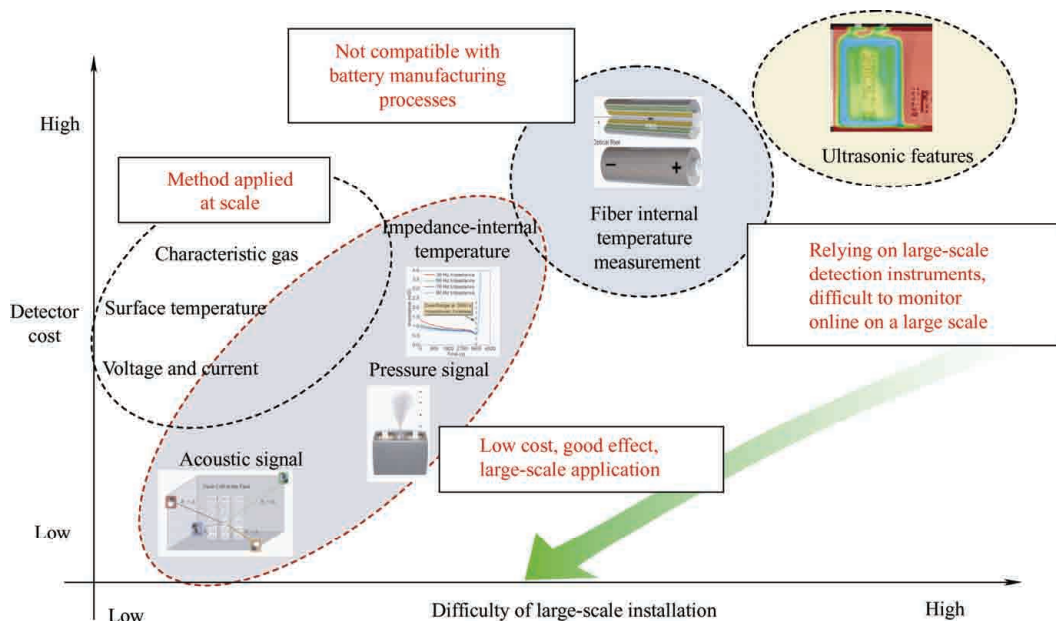 Not compatible with
battery manufacturing
processes
High
Ultrasonic features
Method applied
at scale
Impedance-internal
temperature
Fiber internal
temperature
measurement
Characteristic gas
Relying on large-scale
detection instruments,
difficult to monitor
online on a large scale
Surface temperature
Detector
cost
Voltage and current
Pressure signal
Low cost, good effect,
large-scale application
Acoustic signal
Low
Low
Difficulty of large-scale installation
High